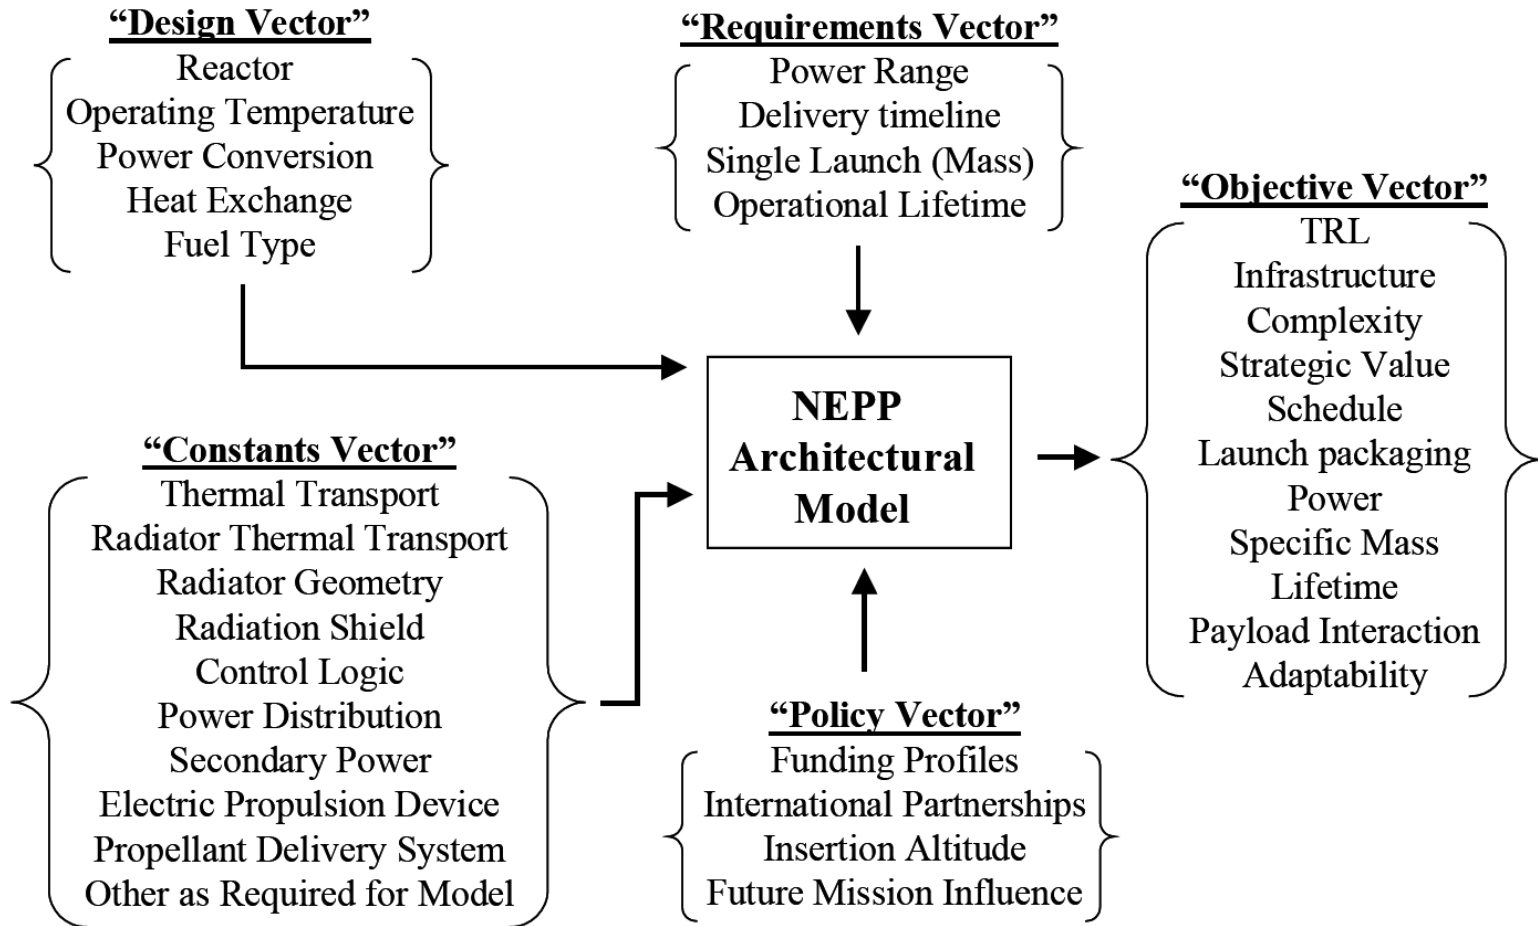 “Design Vector”
Reactor
Operating Temperature
Power Conversion
Heat Exchange
Fuel Type
“Requirements Vector”
Power Range
Delivery timeline
Single Launch (Mass)
Operational Lifetime
“Constants Vector”
Thermal Transport
Radiator Thermal Transport
Radiator Geometry
Radiation Shield
Control Logic
Power Distribution
Secondary Power
Electric Propulsion Device
Propellant Delivery System
Other as Required for Model
NEPP
Architectural
Model
“Policy Vector”
Funding Profiles
International Partnerships
Insertion Altitude
Future Mission Influence
“Objective Vector”
TRL
Infrastructure
Complexity
Strategic Value
Schedule
Launch packaging
Power
Specific Mass
Lifetime
Payload Interaction
Adaptability